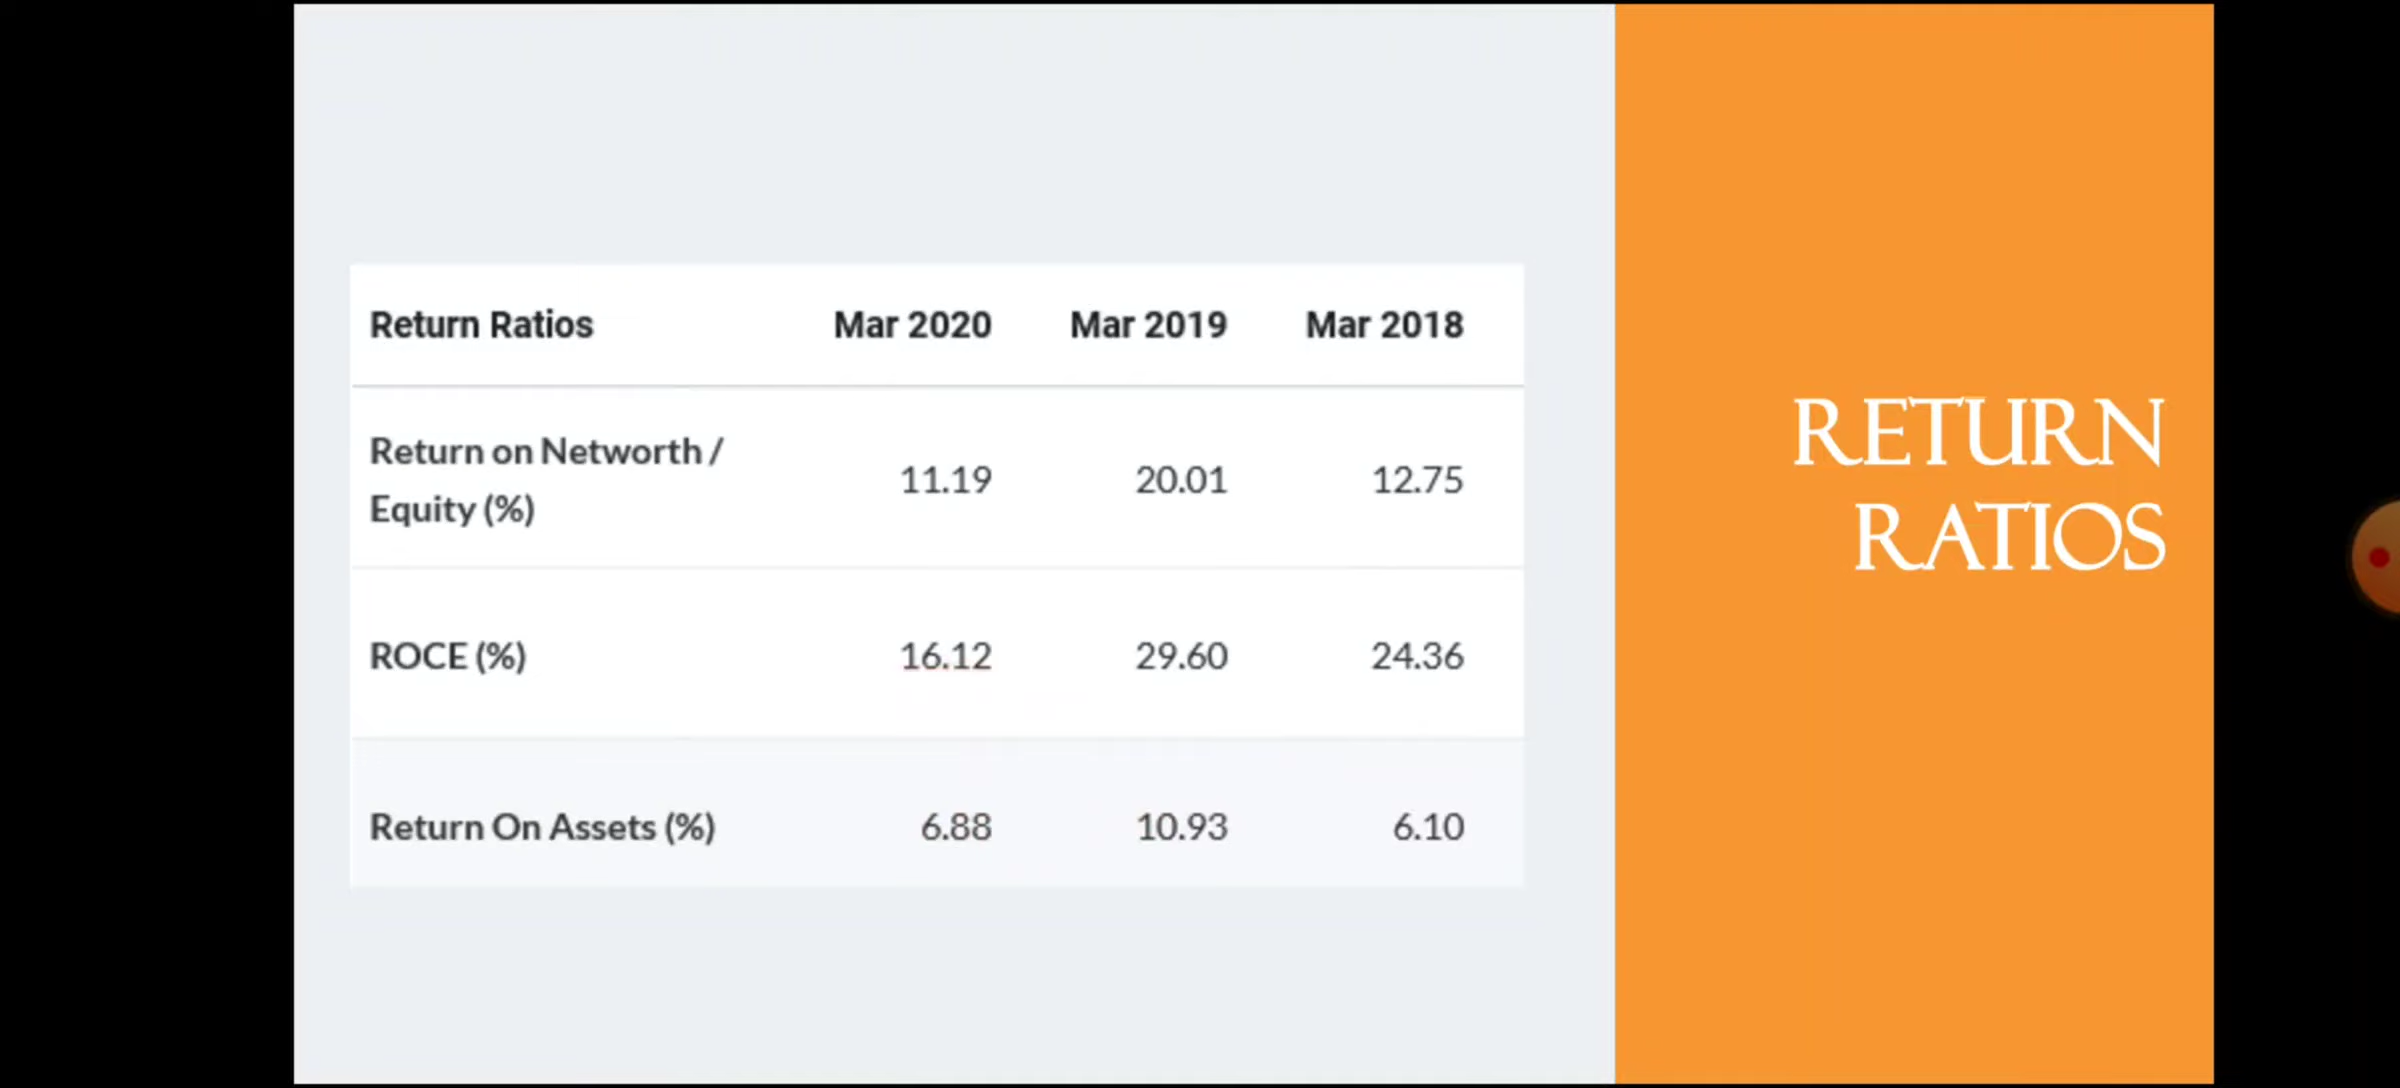 Return Ratios Mar 2020 Mar 2019 Mar 2018
Return on Networth /
Equity (%) 11.19 20.01 12.75
ROCE (%) 16.12 29.60 24.36
Return On Assets (%) 6.88 10.93 6.10
RETURN
RATIOS